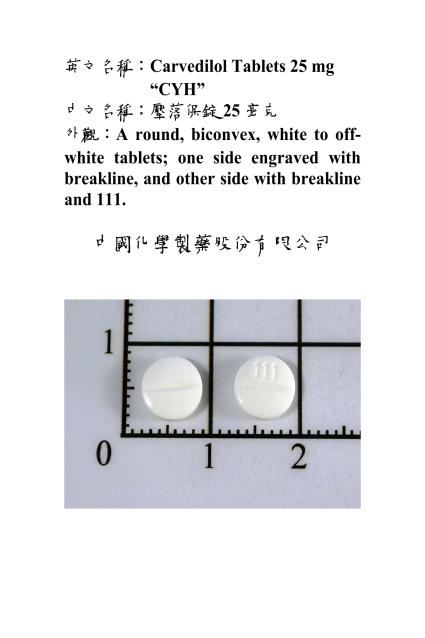 英文名稱：Carvedilol Tablets 25 mg
“CYH”
中文名稱：壓落保錠25 毫克
外觀：A round, biconvex, white to off-
white tablets; one side engraved with
breakline, and other side with breakline
and 111.
中國化學製藥股份有限公司
1
111
0 1 2